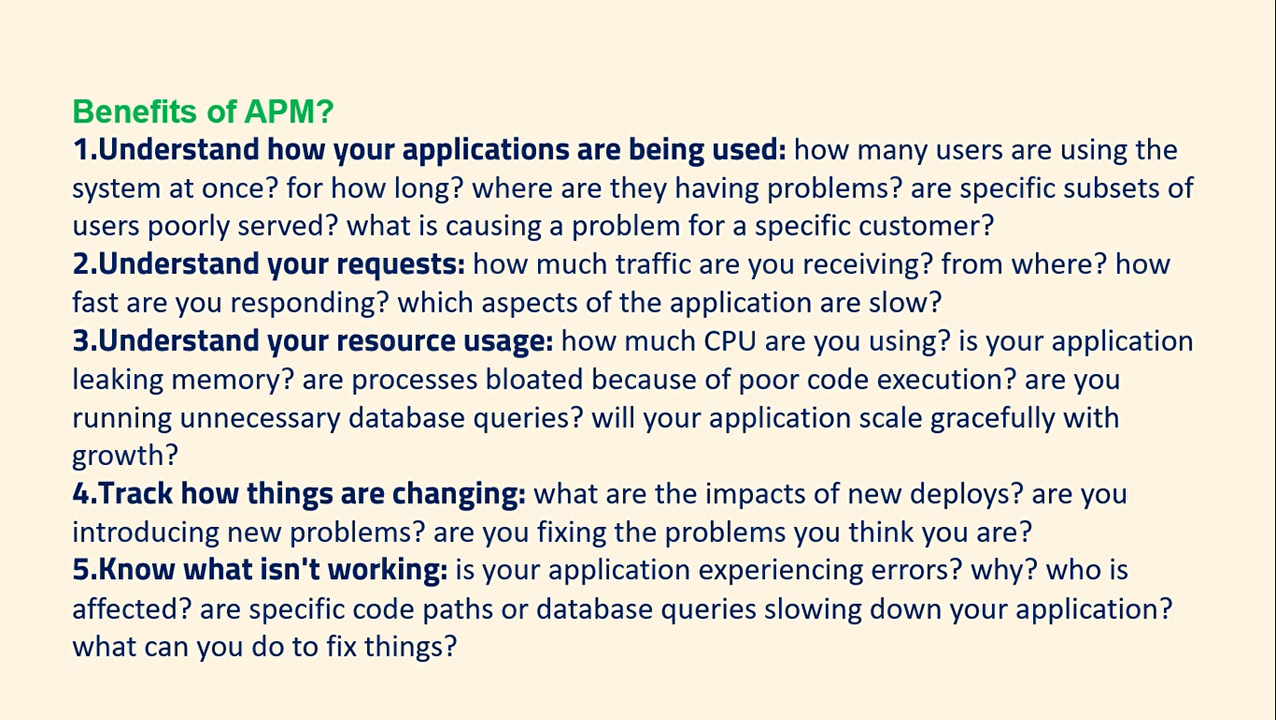 Benefits of APM?
1.Understand how your applications are being used: how many users are using the
system at once? for how long? where are they having problems? are specific subsets of
users poorly served? what is causing a problem for a specific customer?
2.Understand your requests: how much traffic are you receiving? from where? how
fast are you responding? which aspects of the application are slow?
3.Understand your resource usage: how much CPU are you using? is your application
leaking memory? are processes bloated because of poor code execution? are you
running unnecessary database queries? will your application scale gracefully with
growth?
4.Track how things are changing: what are the impacts of new deploys? are you
introducing new problems? are you fixing the problems you think you are?
5.Know what isn't working: is your application experiencing errors? why? who is
affected? are specific code paths or database queries slowing down your application?
what can you do to fix things?